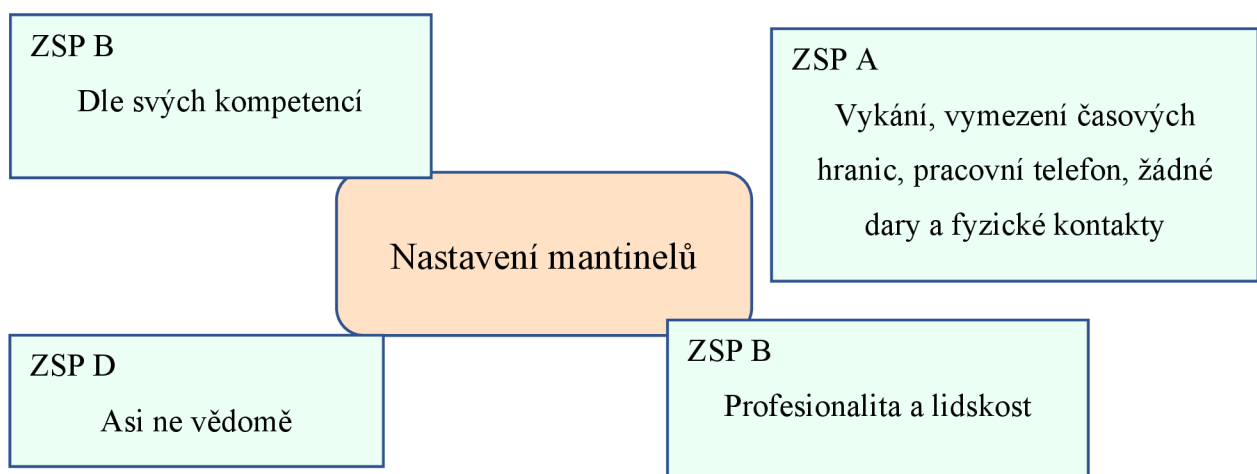 ZSP B
Dle svých kompetencí
ZSP A
Vykání, vymezení časových
hranic, pracovní telefon, žádné
dary a fyzické kontakty
Nastavení mantinelů
ZSP D
Asi ne vědomě
ZSP B
Profesionalita a lidskost